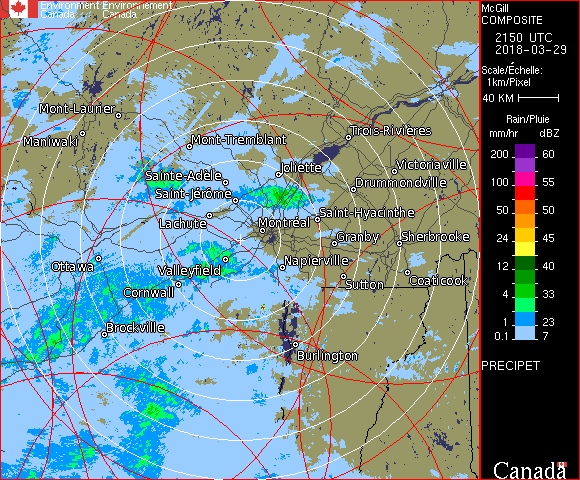 Environment Environnement
Canada Canada
McGill
COMPOSITE
2150 UTC
2018-03-29
Scale/Échelle:
1km/Pixel
40 KM
Rain/Pluie
mm/hr dBZ
200 60
100 55
50 50
24 45
12 40
4 33
1 23
0.1 7
PRECIPET
Canada
Mont-Laurier
Maniwaki
Mont-Tremblant
Trois-Rivières
Sainte-Adèle
Joliette
Victoriaville
Saint-Jérôme
Drummondville
Lachute
Saint-Hyacinthe
Montréal
Granby
Sherbrooke
Ottawa
Valleyfield
Napierville
Cornwall
Sutton
Coaticook
Brockville
Burlington